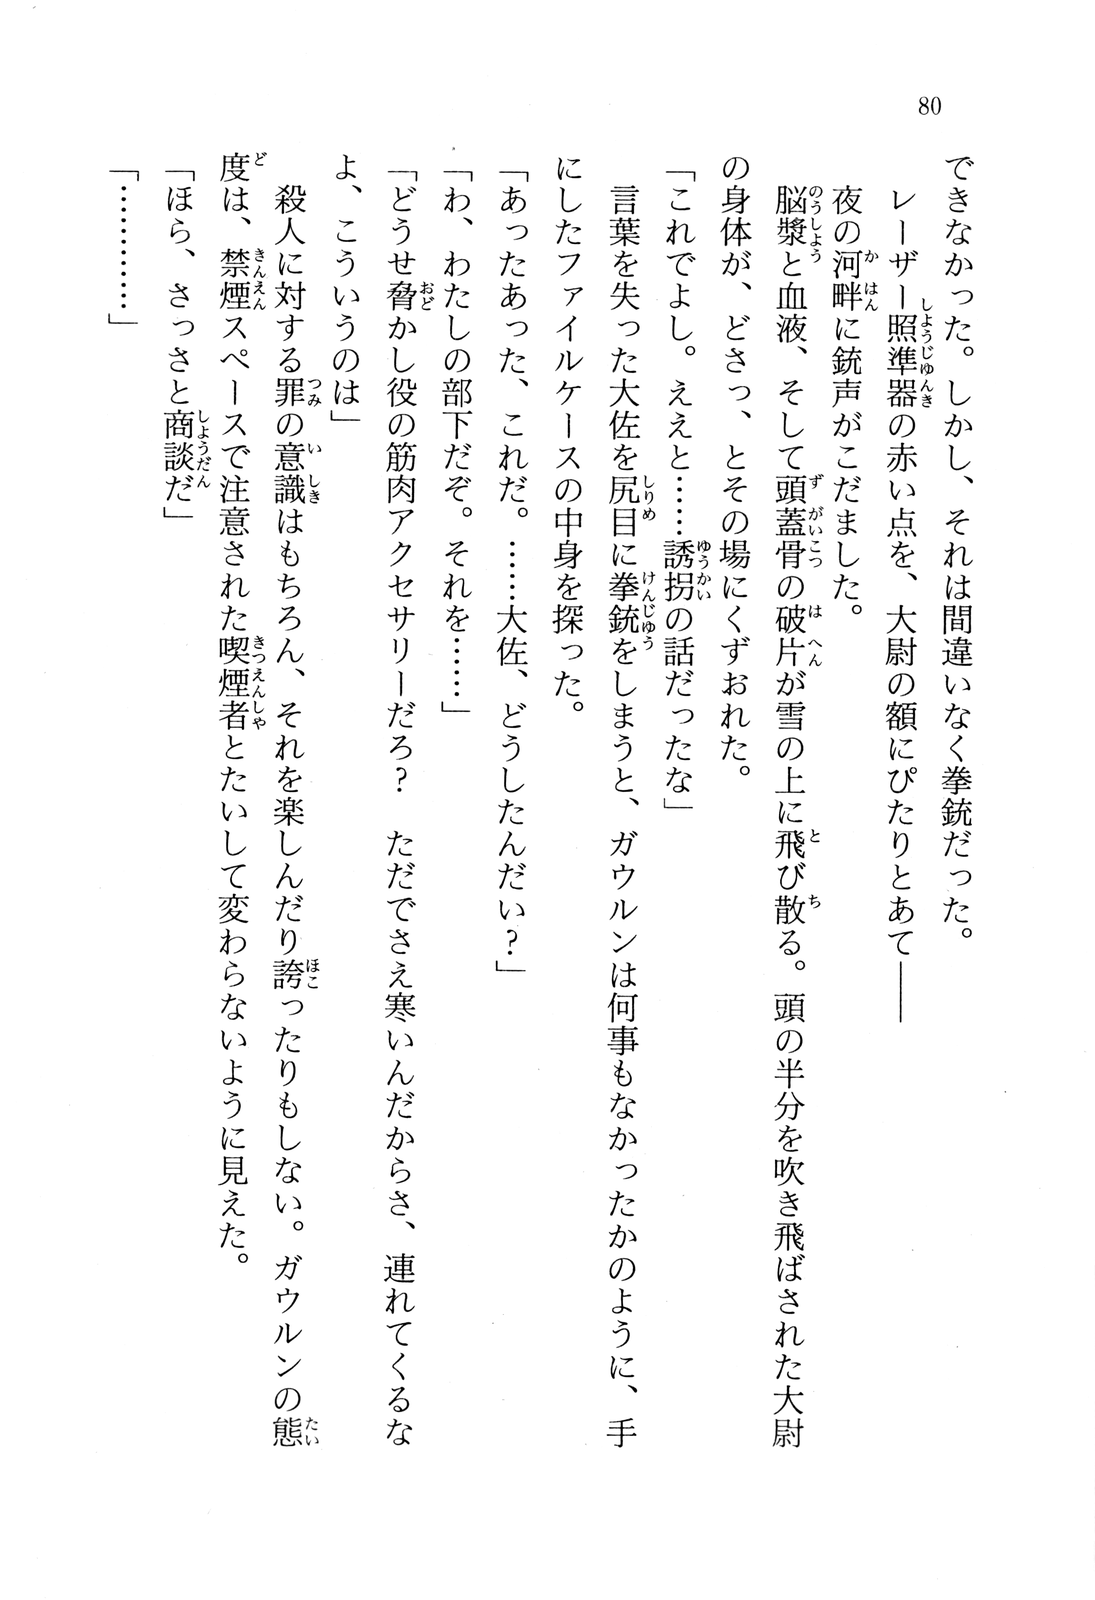 80
できなかった。しかし、それは間違いなく拳銃だった。
レーザー照準器の赤い点を、大尉の額にぴたりとあて――
夜の河畔に銃声がこだました。
脳漿と血液、そして頭蓋骨の破片が雪の上に飛び散る。頭の半分を吹き飛ばされた大尉
の身体が、どさっ、とその場にくずおれた。
「これでよし。ええと……誘拐の話だったな」
言葉を失った大佐を尻目に拳銃をしまうと、ガウルンは何事もなかったかのように、手
にしたファイルケースの中身を探った。
「あったあった、これだ。……大佐、どうしたんだい？」
「わ、わたしの部下だぞ。それを……」
「どうせ脅かし役の筋肉アクセサリーだろ？　ただでさえ寒いんだからさ、連れてくるな
よ、こういうのは」
殺人に対する罪の意識はもちろん、それを楽しんだり誇ったりもしない。ガウルンの態
度は、禁煙スペースで注意された喫煙者とたいして変わらないように見えた。
「ほら、さっさと商談だ」
「…………」